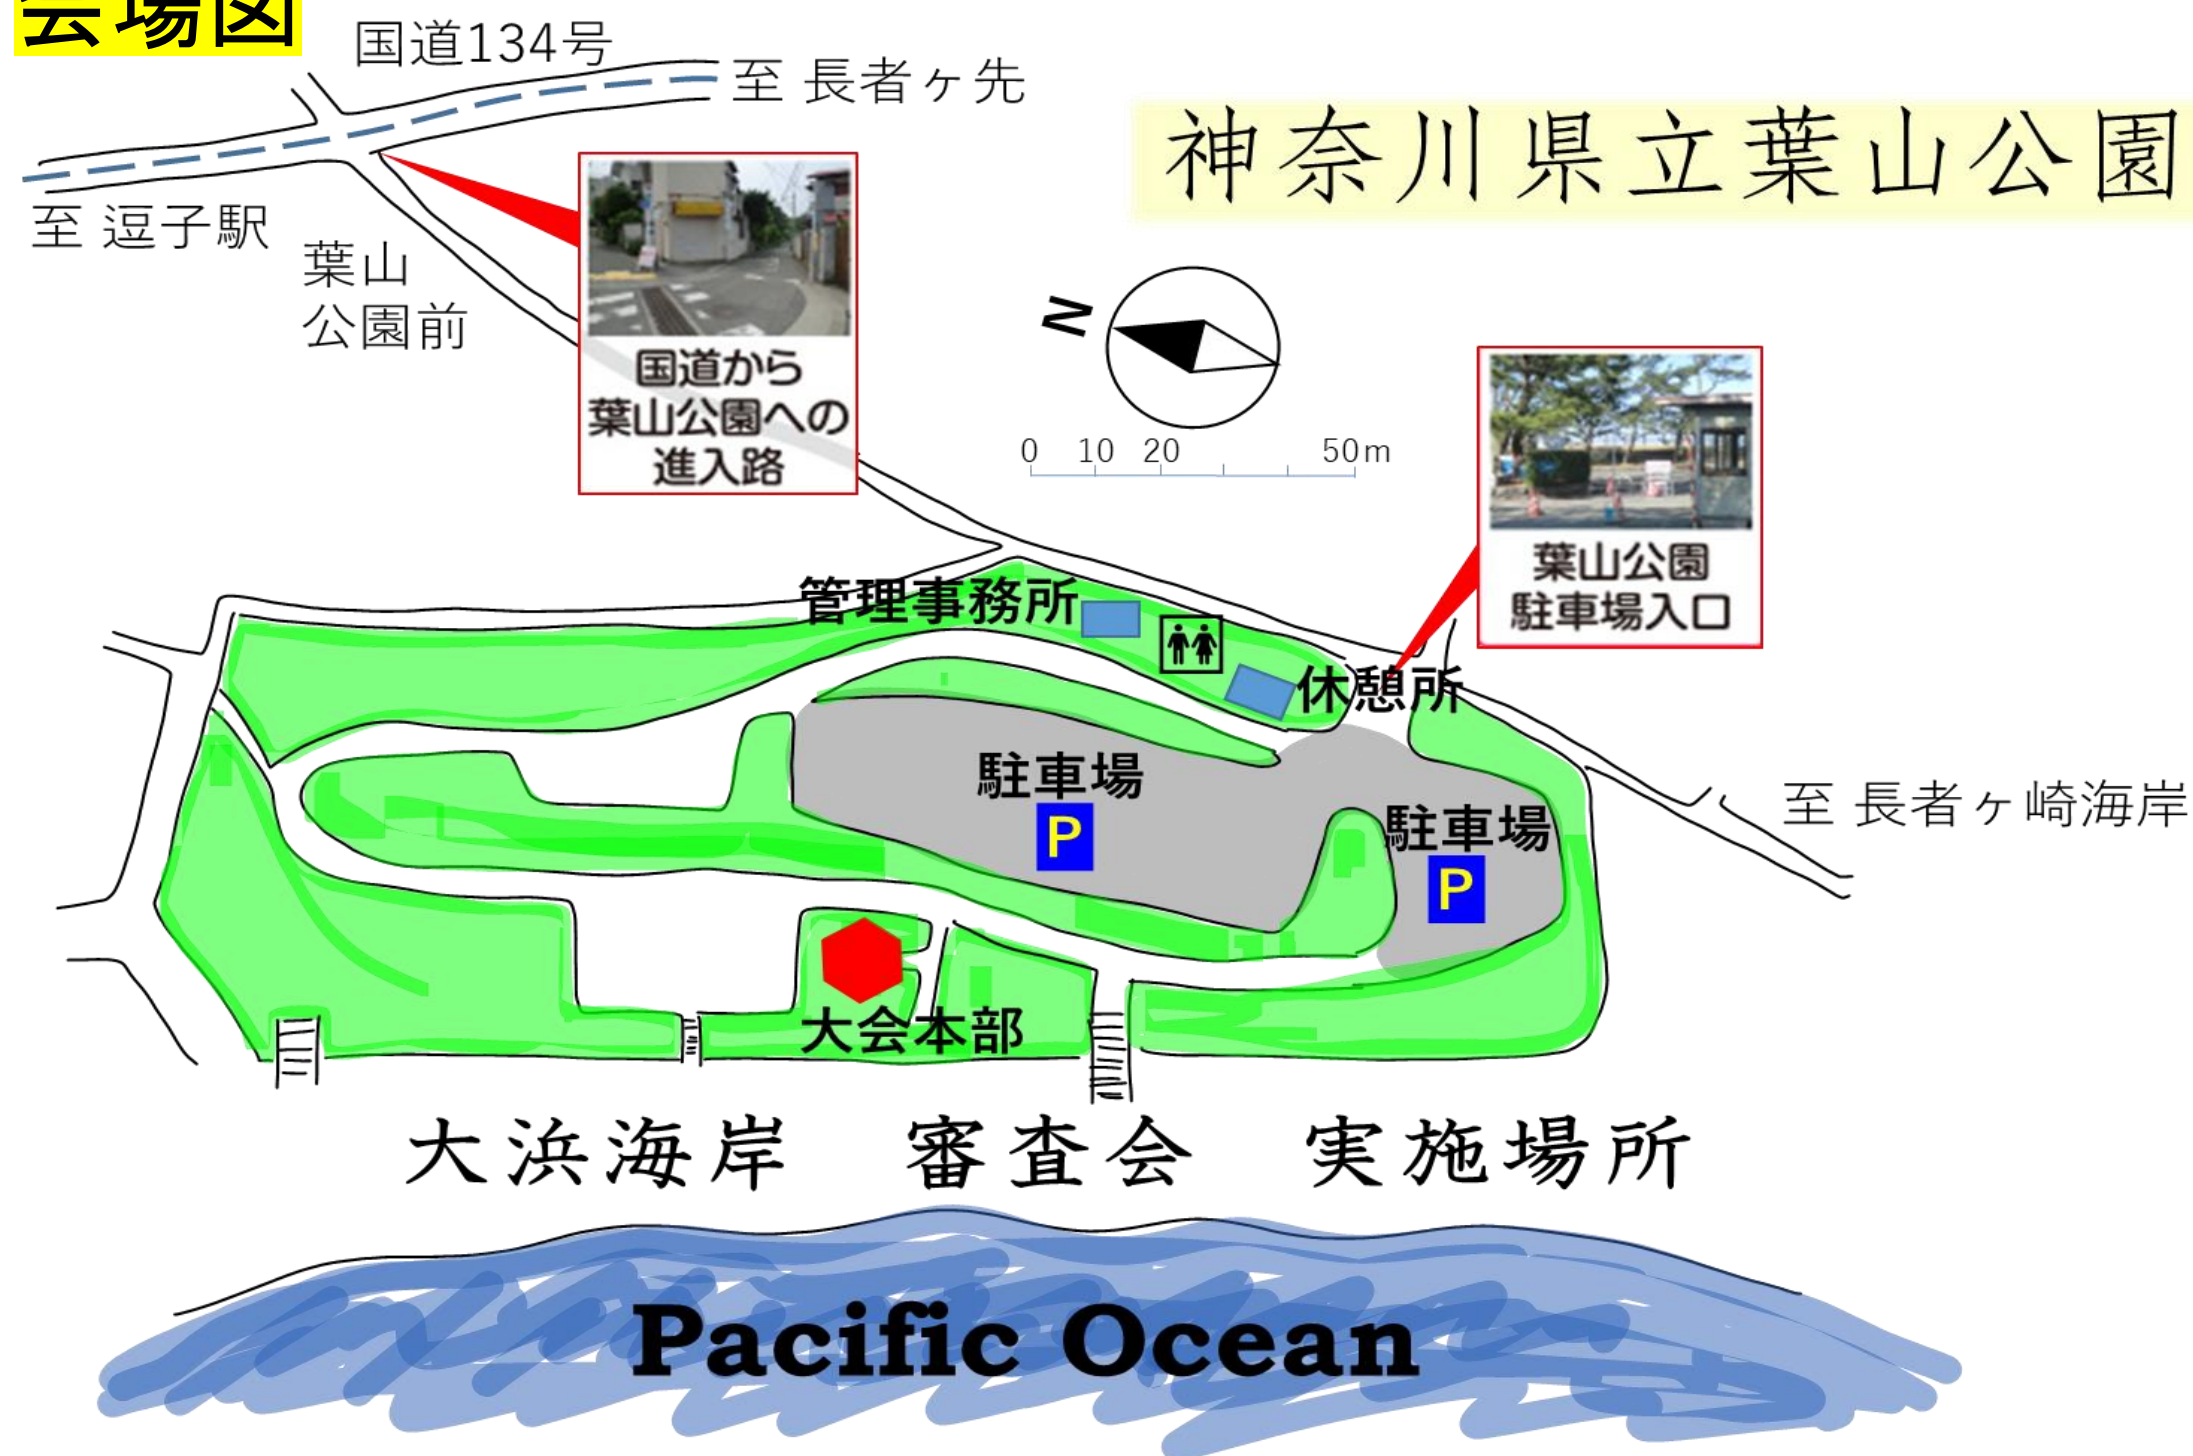 会場図
国道134号
至 長者ヶ先
神奈川県立葉山公園
至 逗子駅
葉山
公園前
国道から
葉山公園への
進入路
N
0 10 20 50m
葉山公園
駐車場入口
管理事務所
休憩所
駐車場
P
駐車場
P
至 長者ヶ崎海岸
大会本部
大浜海岸 審査会 実施場所
Pacific Ocean